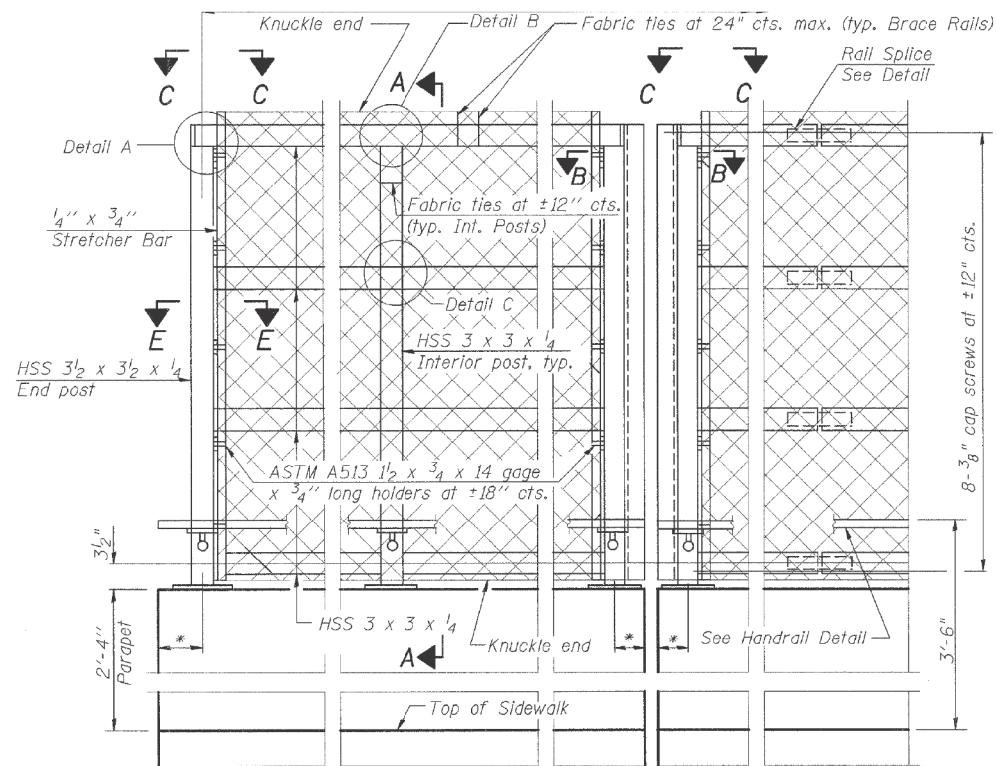 Knuckle end
Detail B
Fabric ties at 24" cts. max. (typ. Brace Rails)
Rail Splice
See Detail
C
C
A
C
C
Detail A
B
B
1/4" x 3/4"
Stretcher Bar
Fabric ties at ±12" cts.
(typ. Int. Posts)
Detail C
E
E
HSS 3 x 3 x 1/4
Interior post, typ.
HSS 3 1/2 x 3 1/2 x 1/4
End post
8-3/8" cap screws at ±12" cts.
ASTM A513 1 1/2 x 3/4 x 14 gage
x 3/4" long holders at ±18" cts.
3 1/2"
HSS 3 x 3 x 1/4
Knuckle end
See Handrail Detail
*
*
*
2'-4"
Parapet
3'-6"
A
Top of Sidewalk